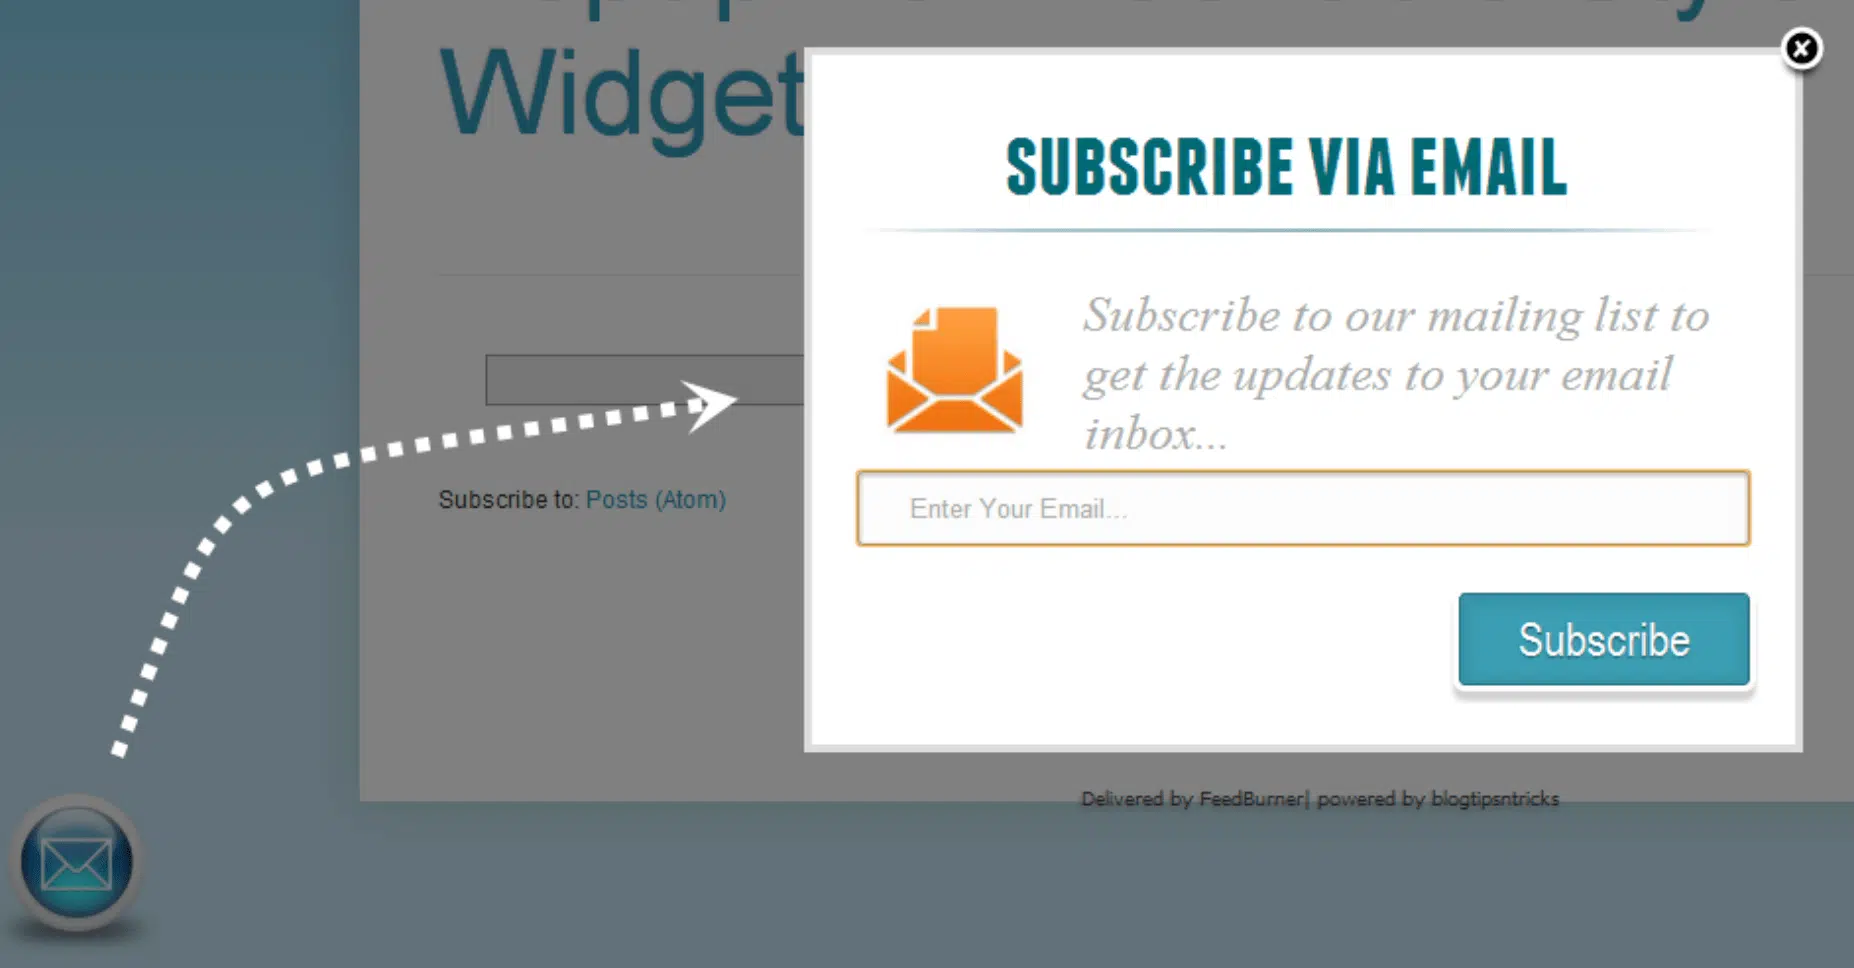 Widget
SUBSCRIBE VIA EMAIL
Subscribe to our mailing list to
get the updates to your email
inbox...
Enter Your Email...
Subscribe
Subscribe to: Posts (Atom)
Delivered by FeedBurner| powered by blogtipsntricks